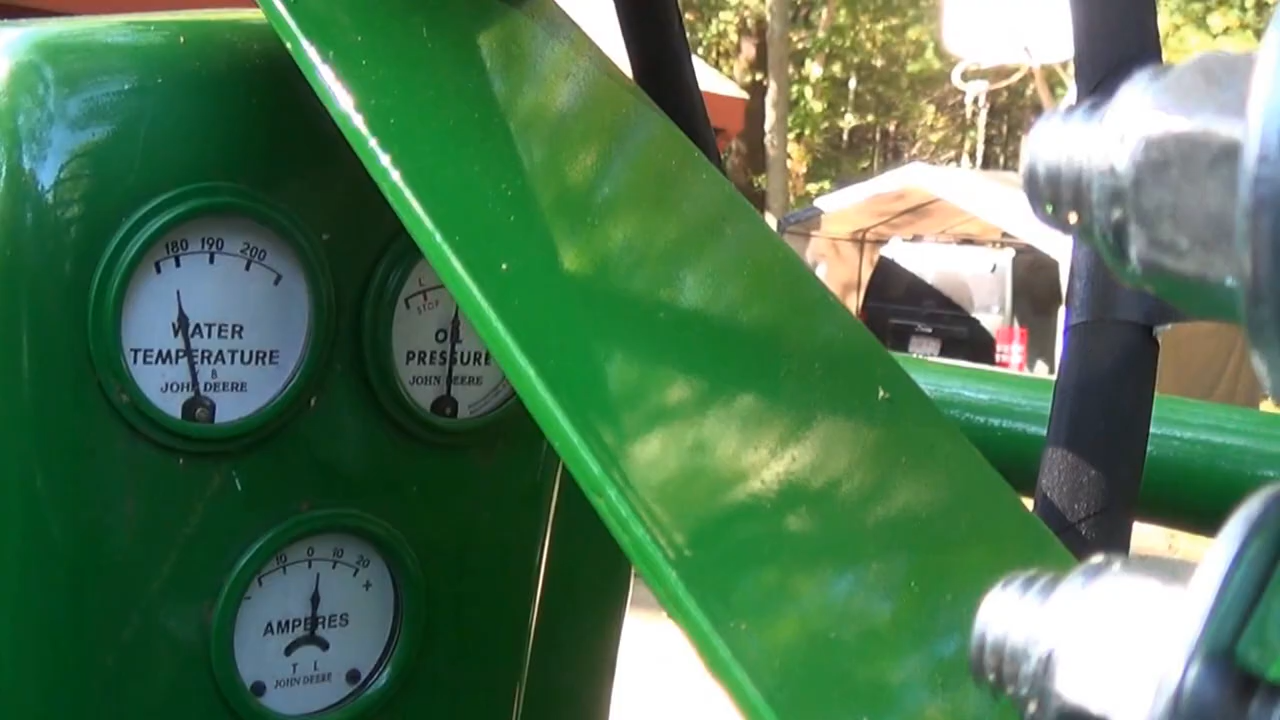 180 190 200
WATER
TEMPERATURE
B
JOHN DEERE
L
STOP
OIL
PRESSURE
JOHN DEERE
10 0 10 20
- +
AMPERES
T L
JOHN DEERE